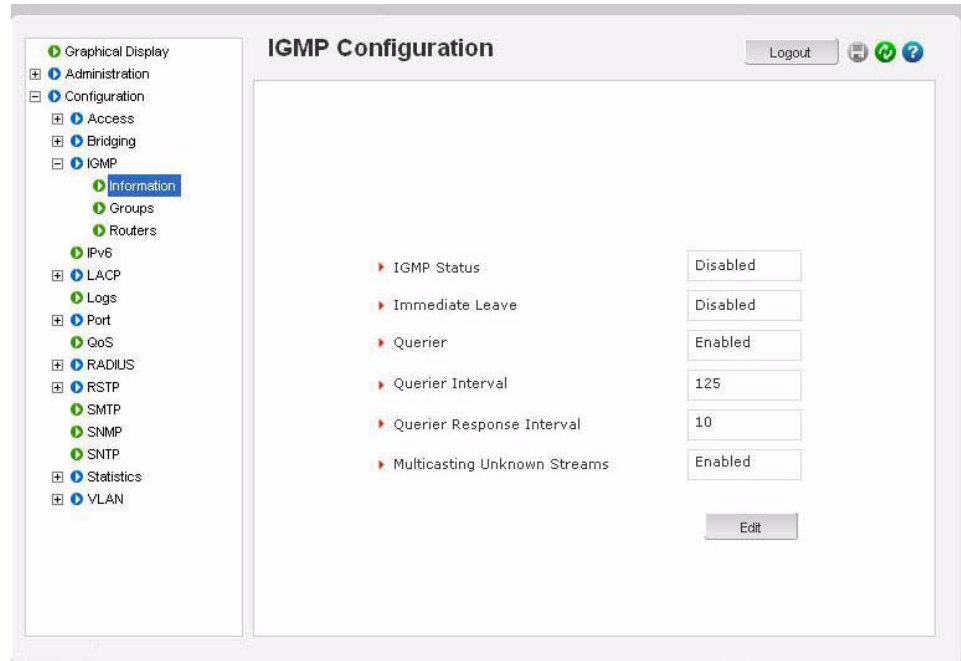 IGMP Configuration
Logout
Graphical Display
Administration
Configuration
Access
Bridging
IGMP
Information
Groups
Routers
IPv6
LACP
Logs
Port
QoS
RADIUS
RSTP
SMTP
SNMP
SNTP
Statistics
VLAN
IGMP Status Disabled
Immediate Leave Disabled
Querier Enabled
Querier Interval 125
Querier Response Interval 10
Multicasting Unknown Streams Enabled
Edit